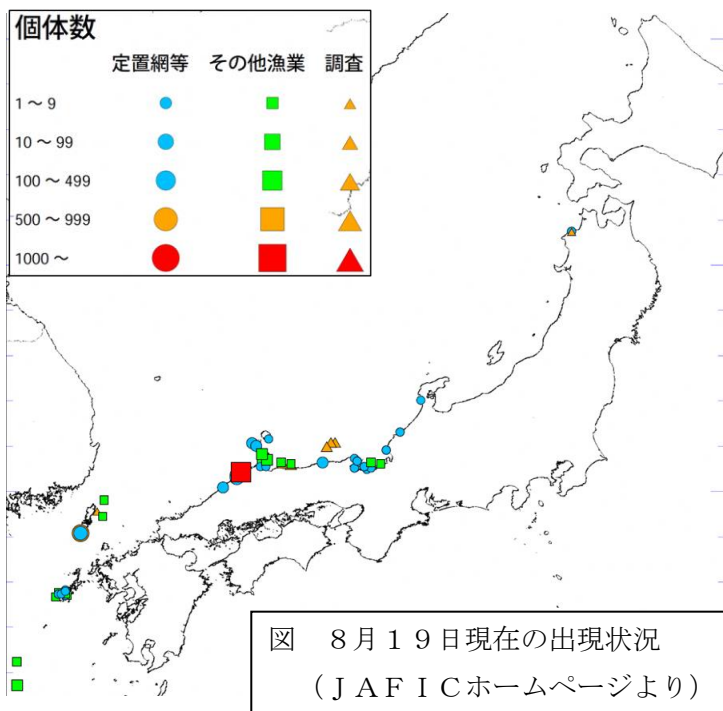 個体数
定置網等 その他漁業 調査
1～9
10～99
100～499
500～999
1000～
図 8月19日現在の出現状況
（JAFICホームページより）